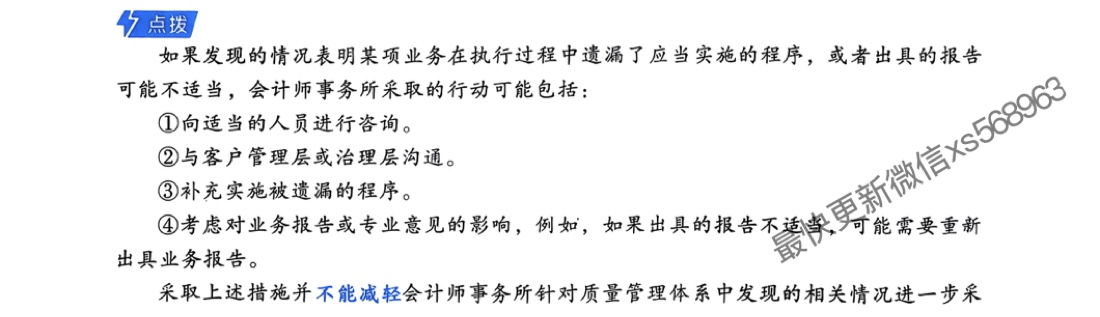 点拨
如果发现的情况表明某项业务在执行过程中遗漏了应当实施的程序，或者出具的报告
可能不适当，会计师事务所采取的行动可能包括：
①向适当的人员进行咨询。
②与客户管理层或治理层沟通。
③补充实施被遗漏的程序。
④考虑对业务报告或专业意见的影响，例如，如果出具的报告不适当，可能需要重新
出具业务报告。
采取上述措施并不能减轻会计师事务所针对质量管理体系中发现的相关情况进一步采
最快更新微信xs568963